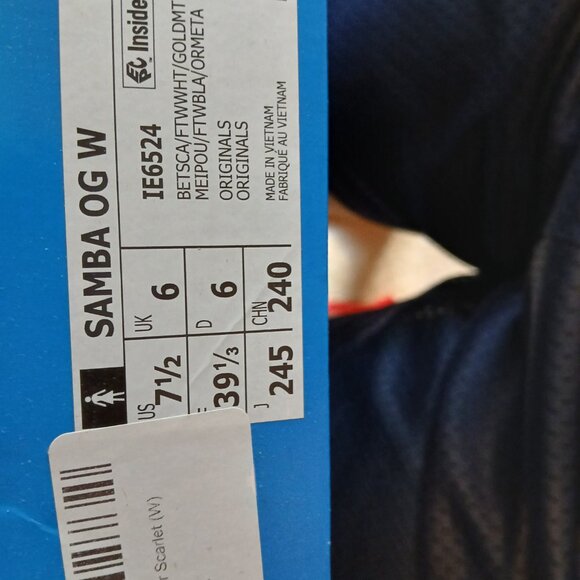 SAMBA OG W
Inside
IE6524
BETSCA/FTWWHT/GOLDMT
MEIPOU/FTWBLA/ORMETA
ORIGINALS
ORIGINALS
MADE IN VIETNAM
FABRIQUÉ AU VIETNAM
US 7½ UK 6
F 39⅓ D 6
J 245 CHN 240
r Scarlet (W)